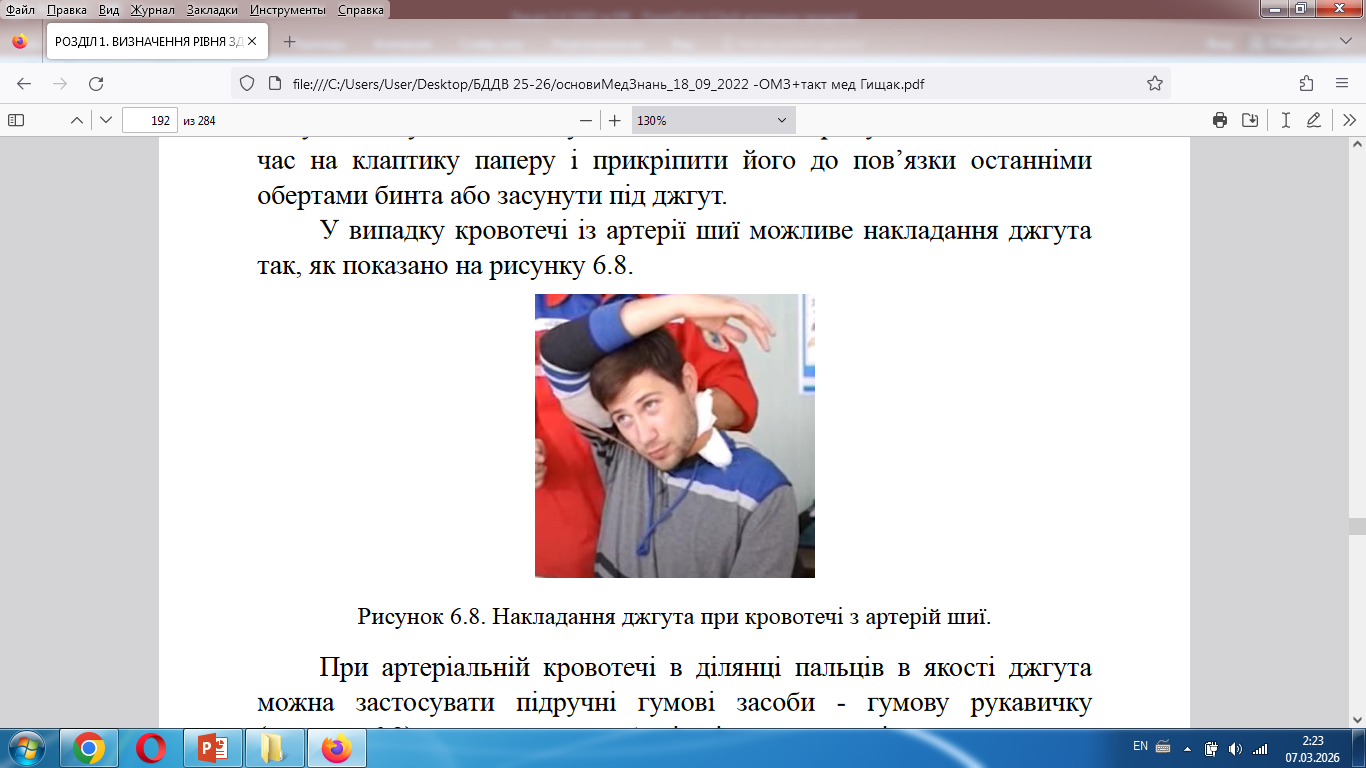 Файл Правка Вид Журнал Закладки Инструменты Справка
РОЗДІЛ 1. ВИЗНАЧЕННЯ РІВНЯ ЗД
file:///C:/Users/User/Desktop/БДДВ 25-26/основиМедЗнань_18_09_2022 -ОМЗ+такт мед Гищак.pdf
192 из 284
130%
час на клаптику паперу і прикріпити його до пов’язки останніми
обертами бинта або засунути під джгут.
У випадку кровотечі із артерії шиї можливе накладання джгута
так, як показано на рисунку 6.8.
Рисунок 6.8. Накладання джгута при кровотечі з артерій шиї.
При артеріальній кровотечі в ділянці пальців в якості джгута
можна застосувати підручні гумові засоби - гумову рукавичку
EN
2:23
07.03.2026